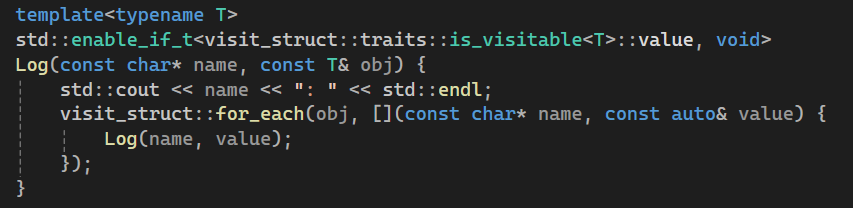 template<typename T>
std::enable_if_t<visit_struct::traits::is_visitable<T>::value, void>
Log(const char* name, const T& obj) {
    std::cout << name << ": " << std::endl;
    visit_struct::for_each(obj, [](const char* name, const auto& value) {
        Log(name, value);
    });
}